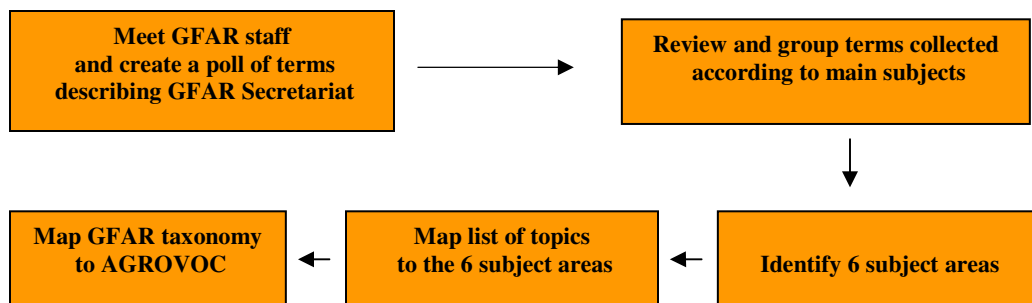 Meet GFAR staff
and create a poll of terms
describing GFAR Secretariat
Review and group terms collected
according to main subjects
Identify 6 subject areas
Map list of topics
to the 6 subject areas
Map GFAR taxonomy
to AGROVOC